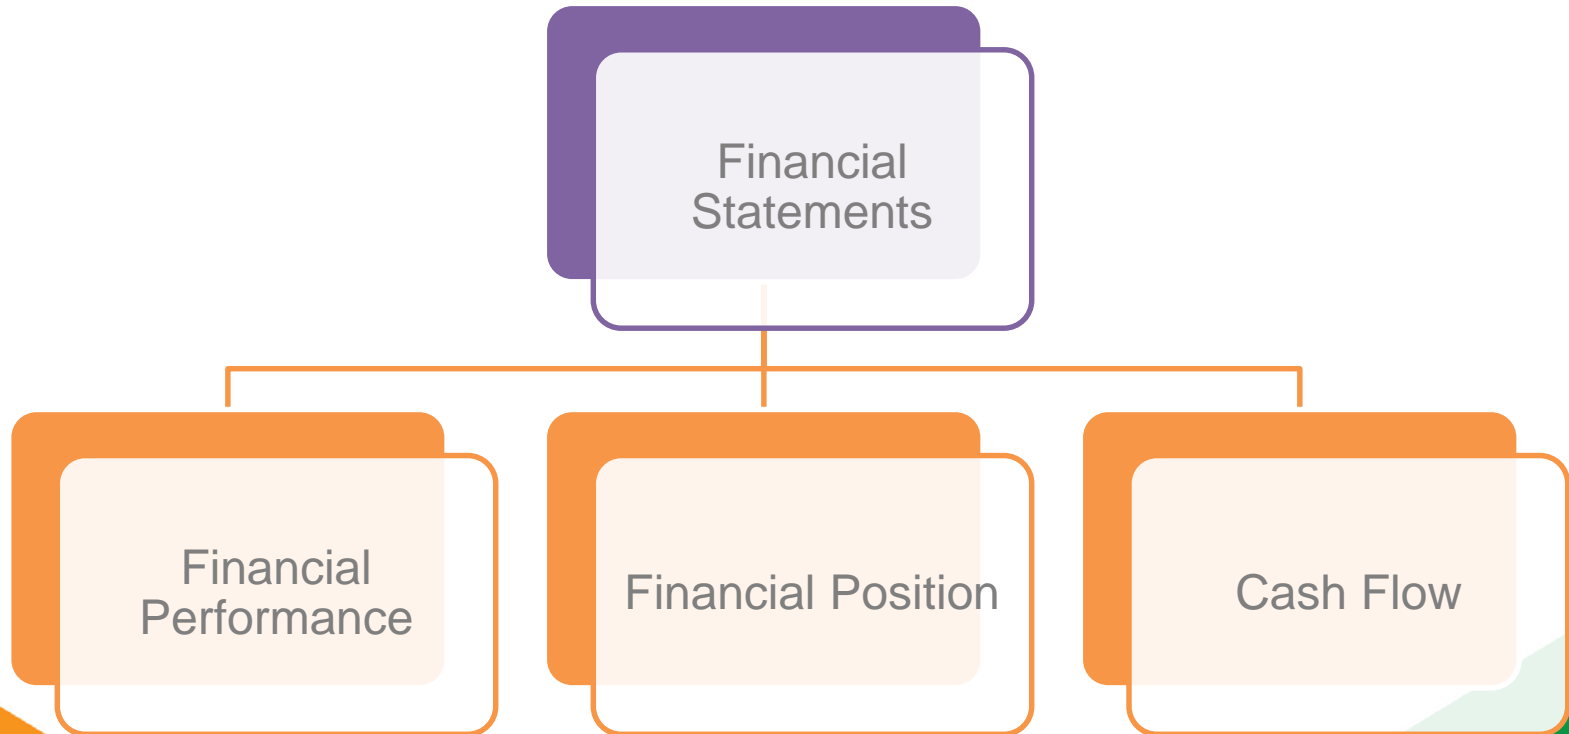 Financial
Statements
Financial
Performance
Financial Position
Cash Flow